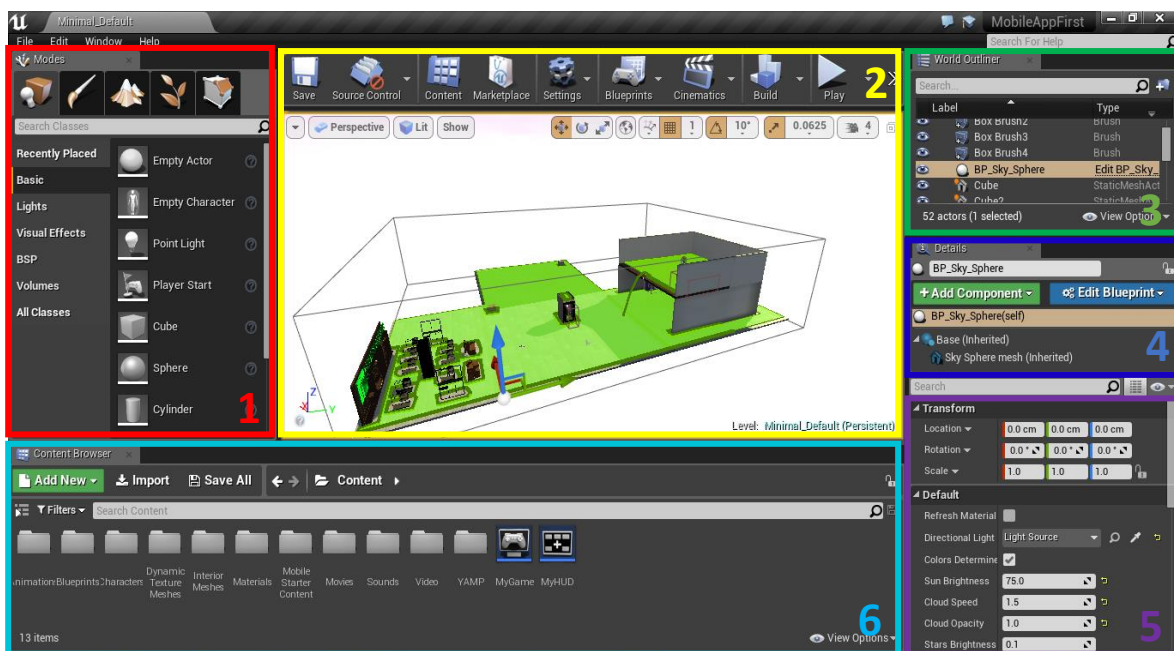 Minimal_Default
MobileAppFirst
File Edit Window Help
Search For Help
Modes
Search Classes
Recently Placed
Basic
Lights
Visual Effects
BSP
Volumes
All Classes
Empty Actor
Empty Character
Point Light
Player Start
Cube
Sphere
Cylinder
1
Save Source Control Content Marketplace Settings Blueprints Cinematics Build Play
2
Perspective Lit Show 1 10° 0.0625 4
Z
X Y
Level: Minimal_Default (Persistent)
World Outliner
Search...
Label Type
Box Brush2 Brush
Box Brush3 Brush
Box Brush4 Brush
BP_Sky_Sphere Edit BP_Sky_
Cube StaticMeshAct
Cube2
52 actors (1 selected) View Options
3
Details
BP_Sky_Sphere
+Add Component Edit Blueprint
BP_Sky_Sphere(self)
Base (Inherited)
Sky Sphere mesh (Inherited)
4
Search
Transform
Location 0.0 cm 0.0 cm 0.0 cm
Rotation 0.0° 0.0° 0.0°
Scale 1.0 1.0 1.0
Default
Refresh Material
Directional Light Light Source
Colors Determine
Sun Brightness 75.0
Cloud Speed 1.5
Cloud Opacity 1.0
Stars Brightness 0.1
5
Content Browser
Add New Import Save All Content
Filters Search Content
Blueprints
Dynamic Texture Meshes
Interior Meshes
Materials
Mobile Starter Content
Movies
Sounds
Video
YAMP
MyGame
MyHUD
13 items View Options
6